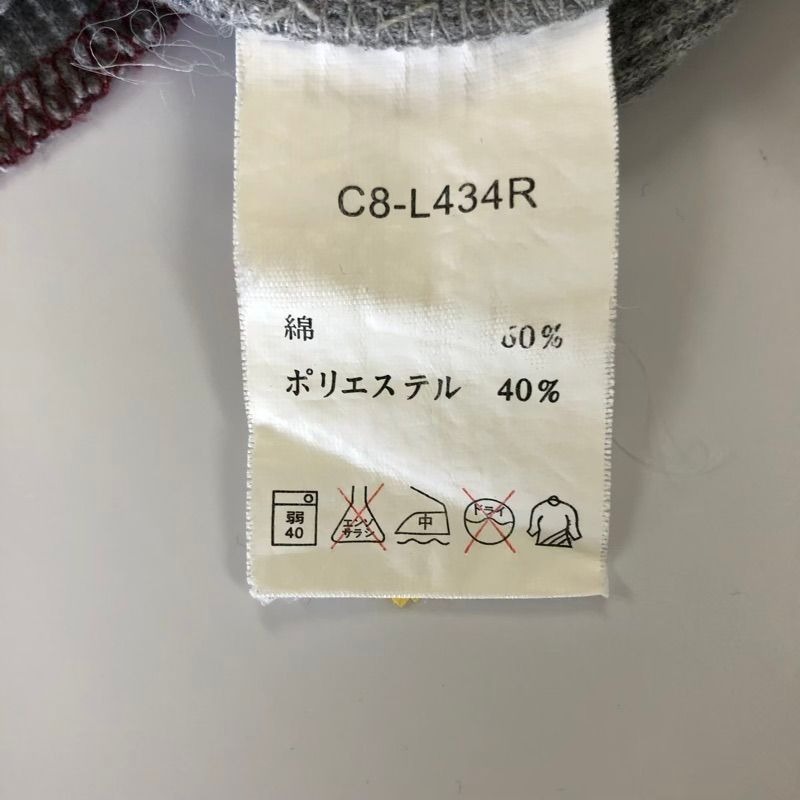 C8-L434R
綿 60%
ポリエステル 40%
弱 40
エンソ サラシ
中
ドライ